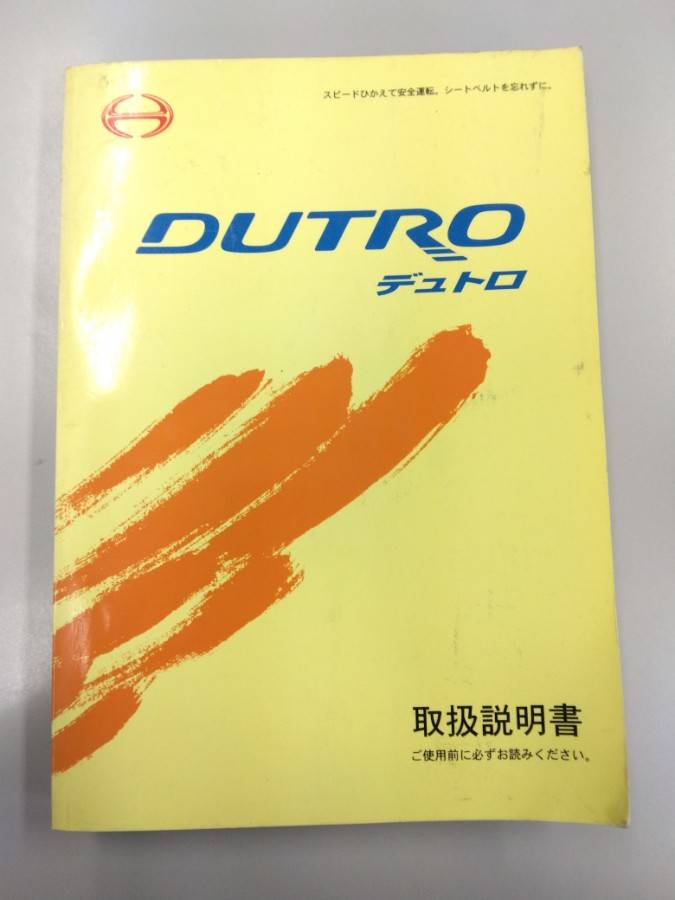 スピードひかえて安全運転。シートベルトを忘れずに。
DUTRO
デュトロ
取扱説明書
ご使用前に必ずお読みください。